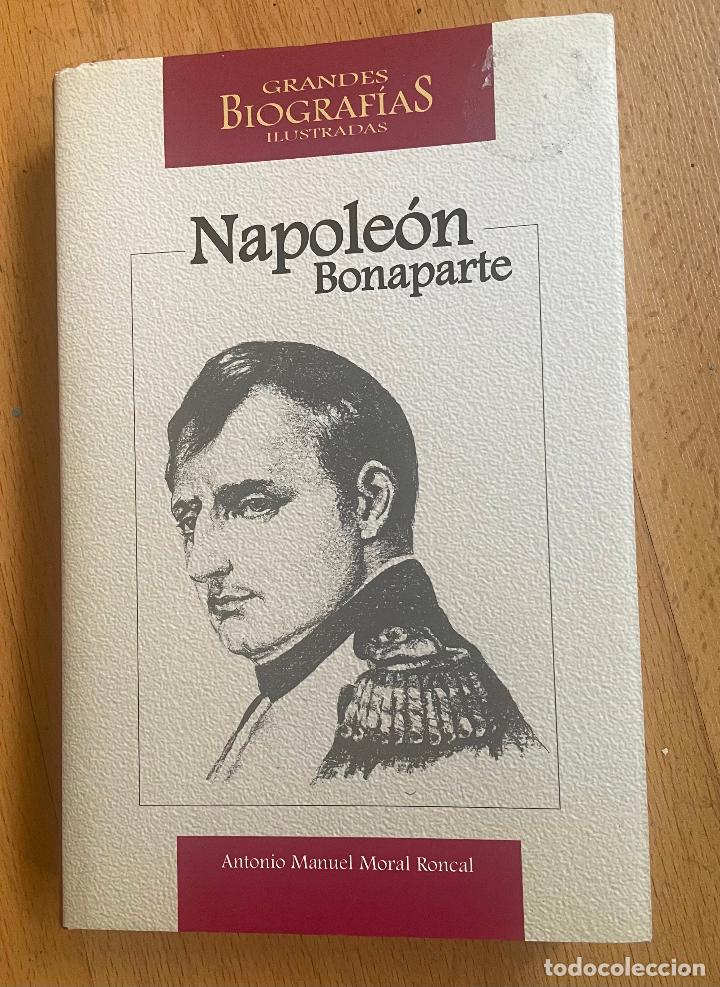 GRANDES
BIOGRAFÍAS
ILUSTRADAS
Napoleón
Bonaparte
Antonio Manuel Moral Roncal
todocoleccion